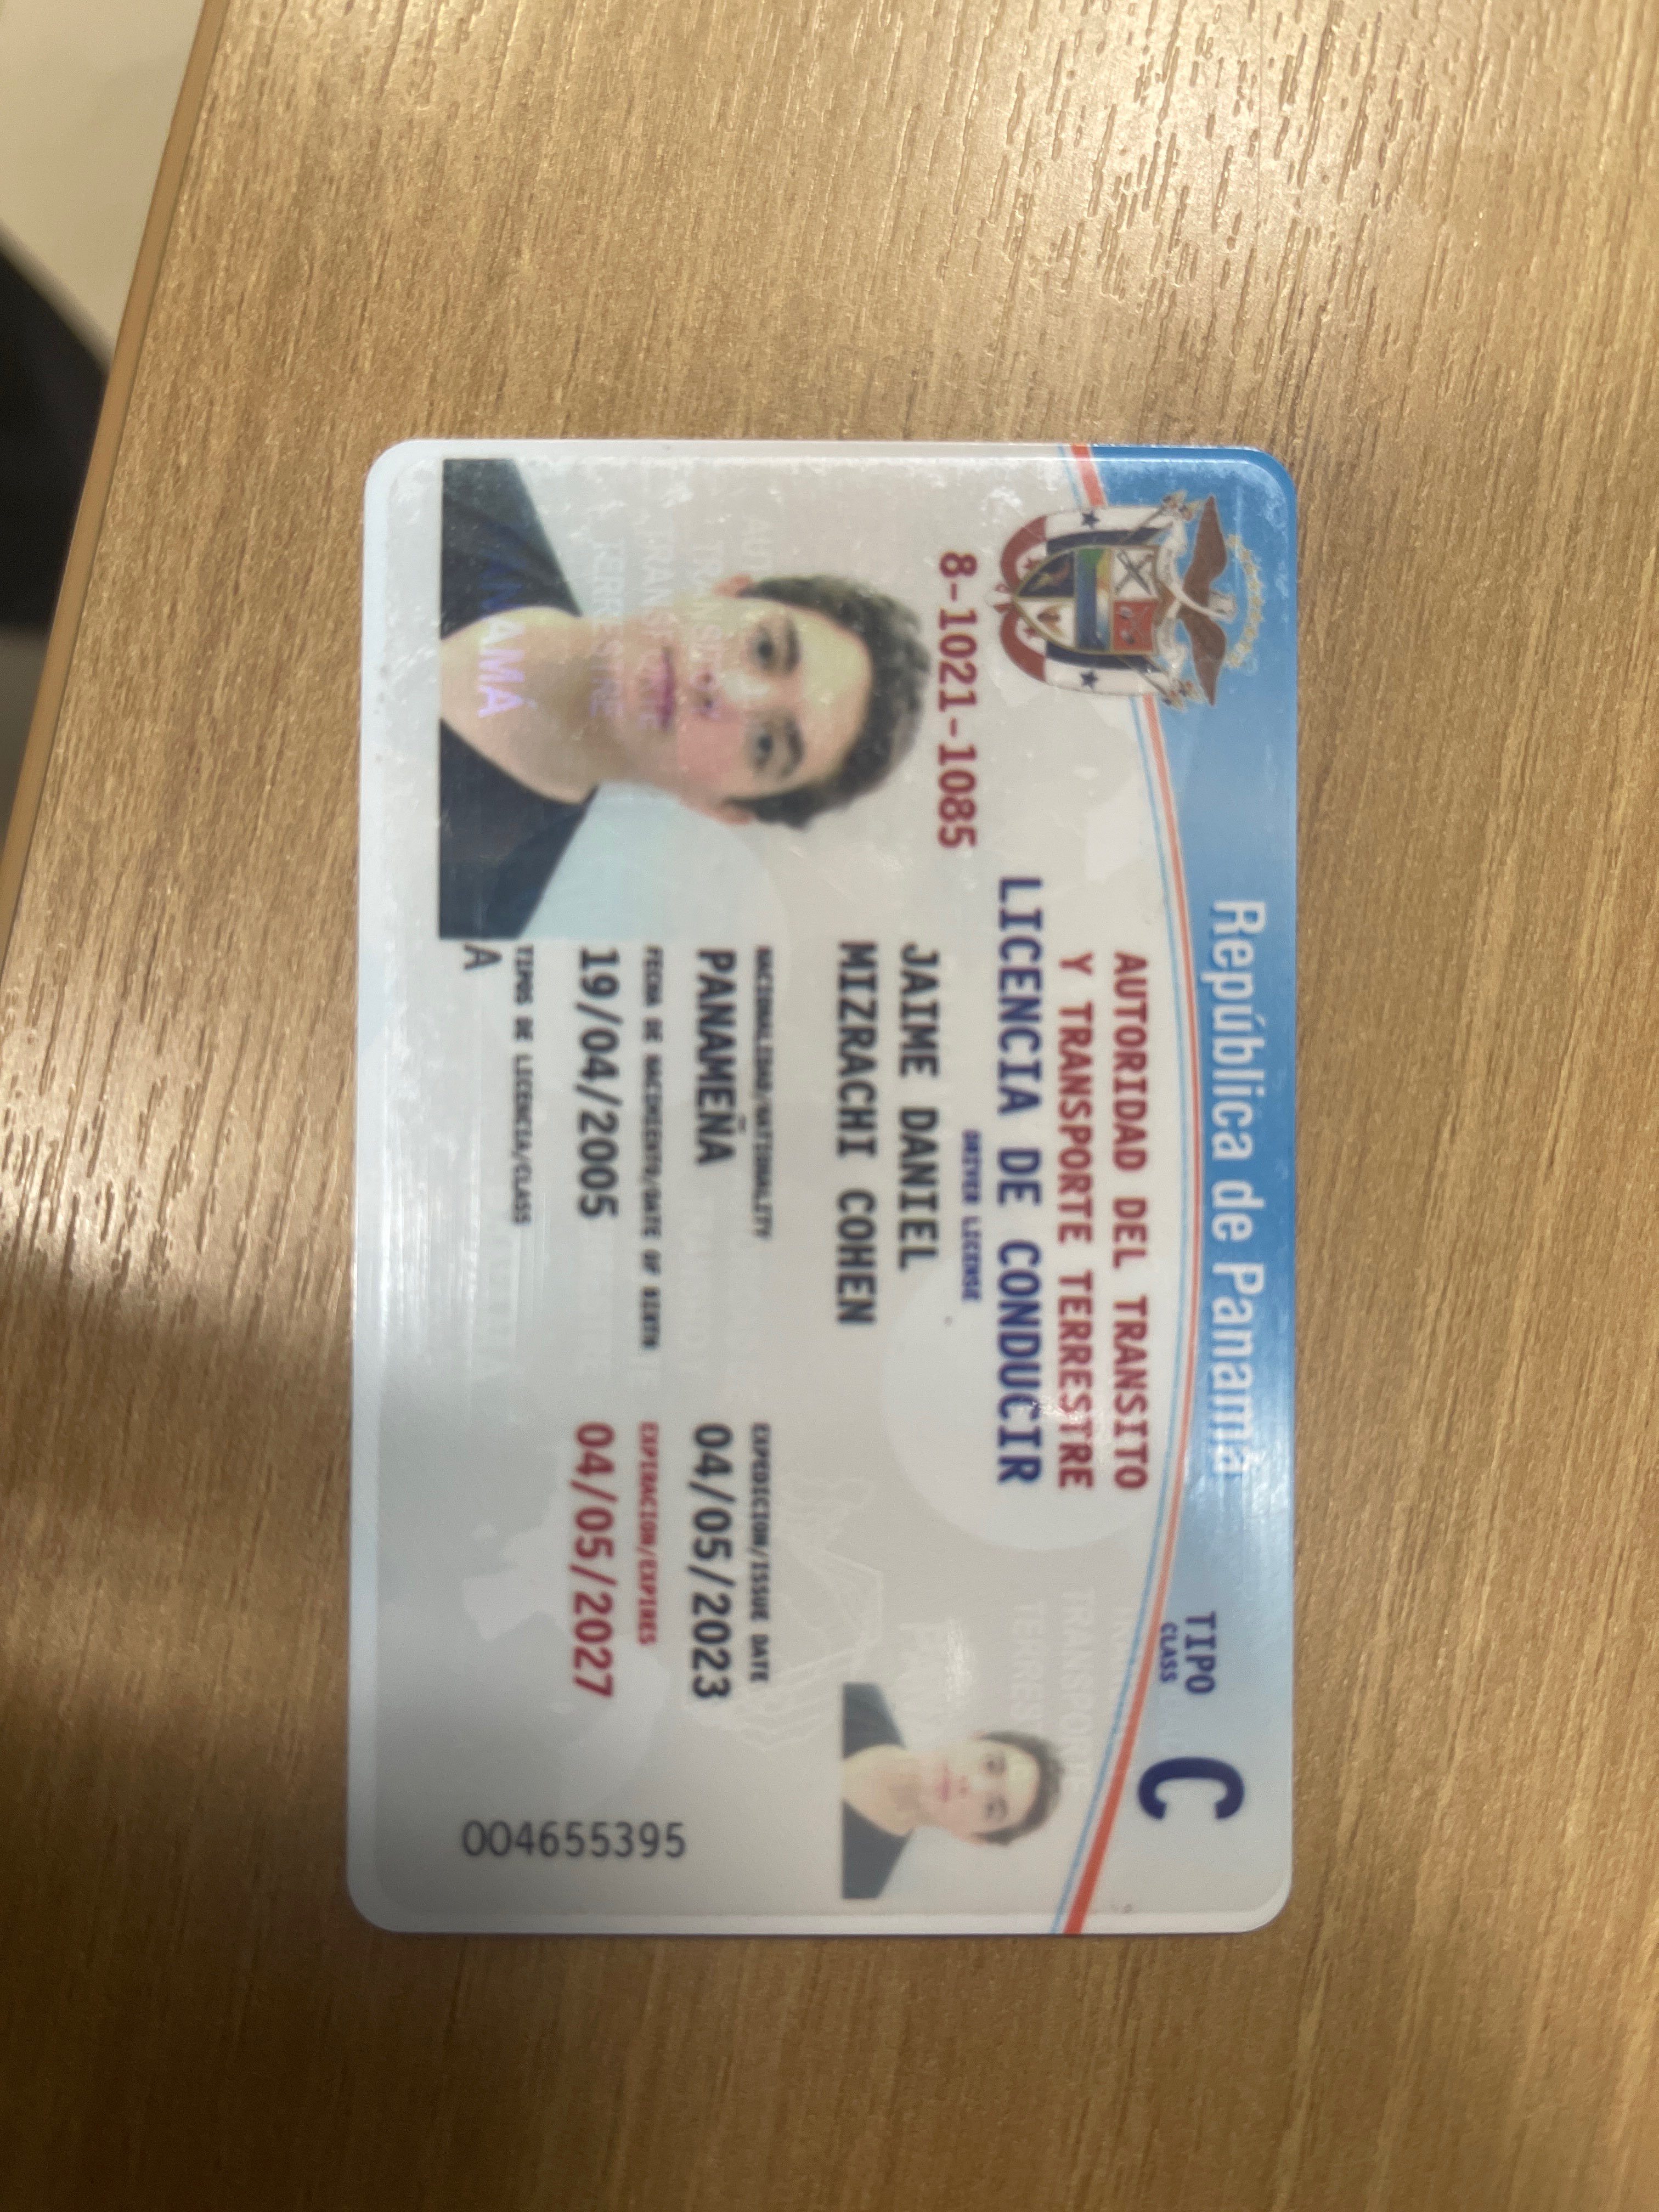 República de Panamá
TIPO
CLASS
C
AUTORIDAD DEL TRANSITO
Y TRANSPORTE TERRESTRE
LICENCIA DE CONDUCIR
DRIVER LICENSE
8-1021-1085
JAIME DANIEL
MIZRACHI COHEN
NACIONALIDAD/NATIONALITY
PANAMEÑA
EXPEDICION/ISSUE DATE
04/05/2023
FECHA DE NACIMIENTO/DATE OF BIRTH
19/04/2005
EXPIRACION/EXPIRES
04/05/2027
TIPOS DE LICENCIA/CLASS
A
004655395